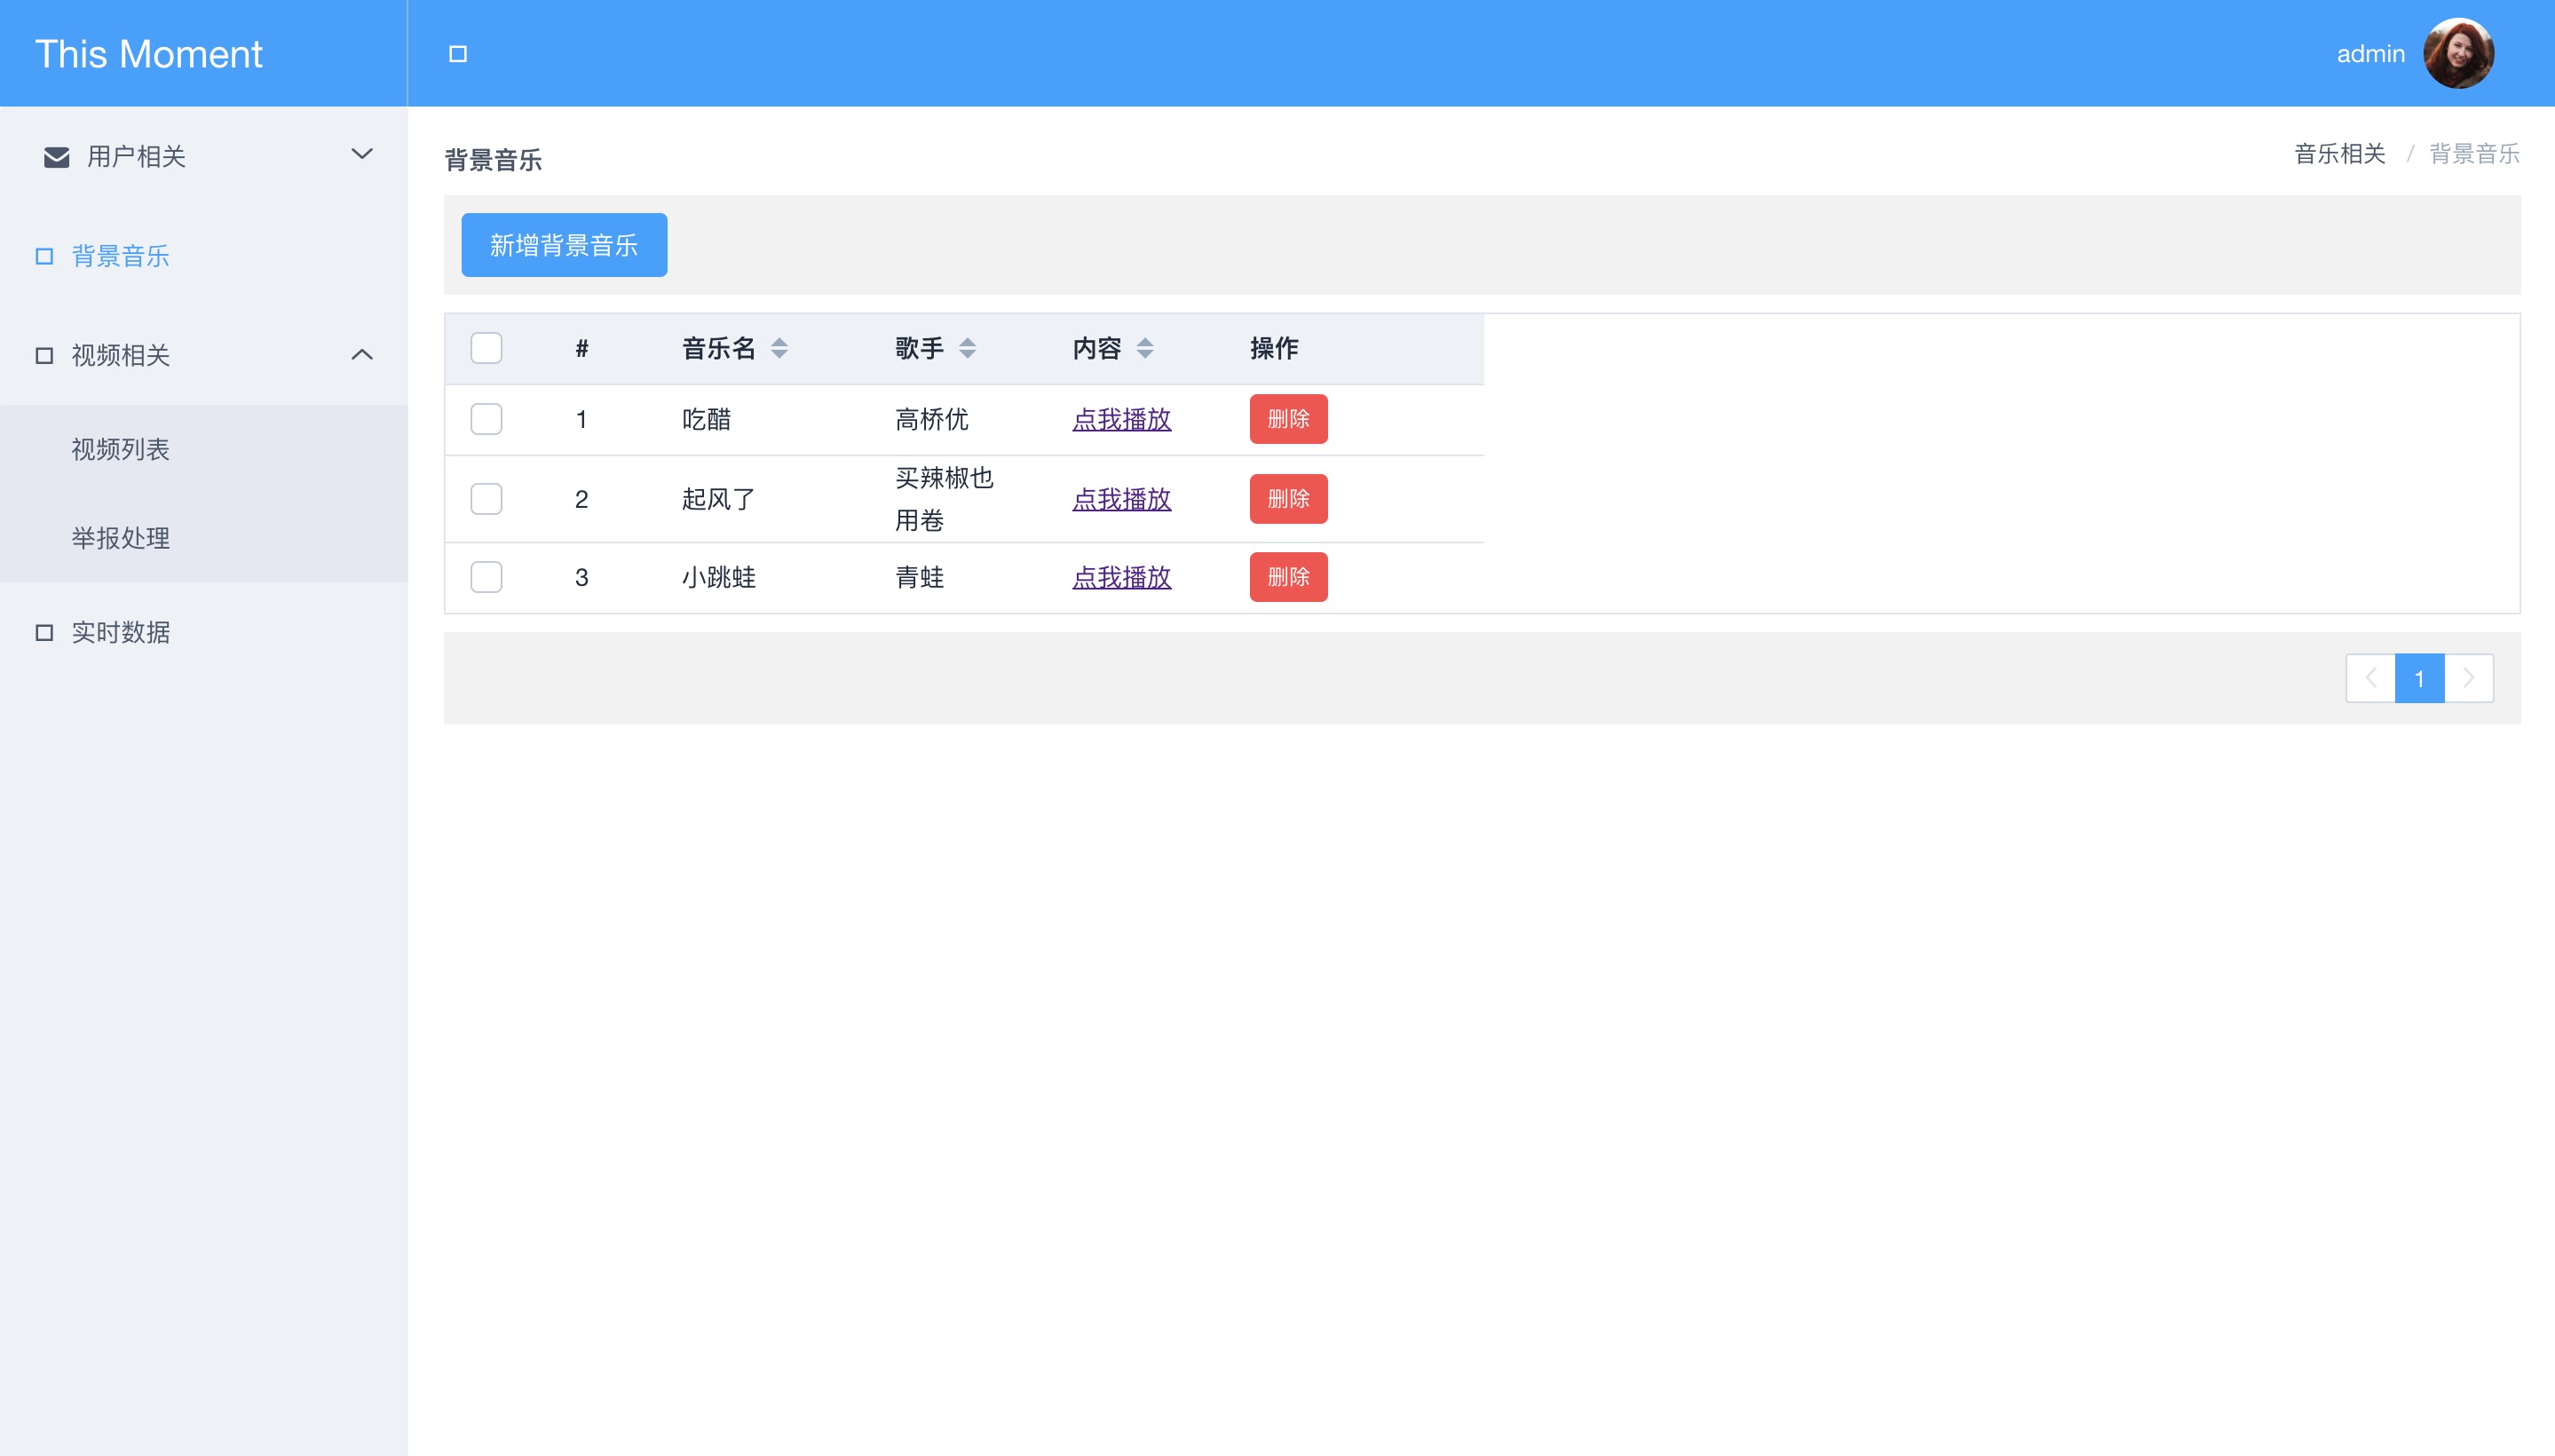 This Moment
admin
用户相关
背景音乐
视频相关
视频列表
举报处理
实时数据
背景音乐
音乐相关 / 背景音乐
新增背景音乐
# 音乐名 歌手 内容 操作
1 吃醋 高桥优 点我播放 删除
2 起风了 买辣椒也用卷 点我播放 删除
3 小跳蛙 青蛙 点我播放 删除
1